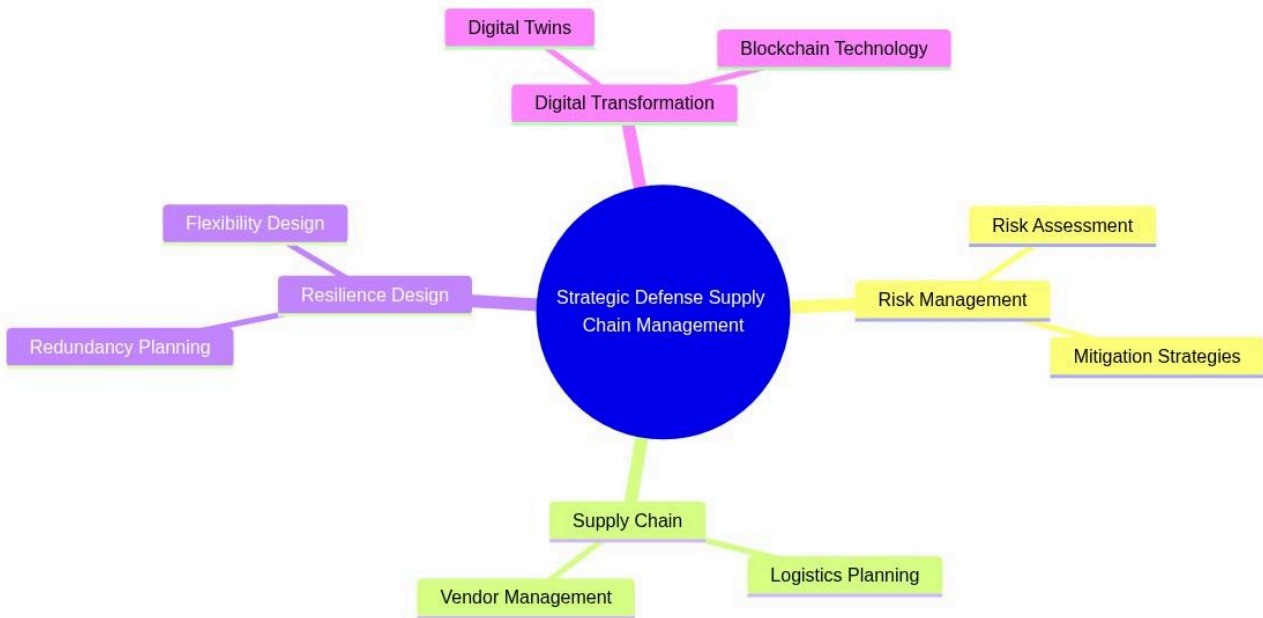 Digital Twins
Blockchain Technology
Digital Transformation
Flexibility Design
Risk Assessment
Resilience Design
Strategic Defense Supply
Chain Management
Risk Management
Redundancy Planning
Mitigation Strategies
Supply Chain
Logistics Planning
Vendor Management